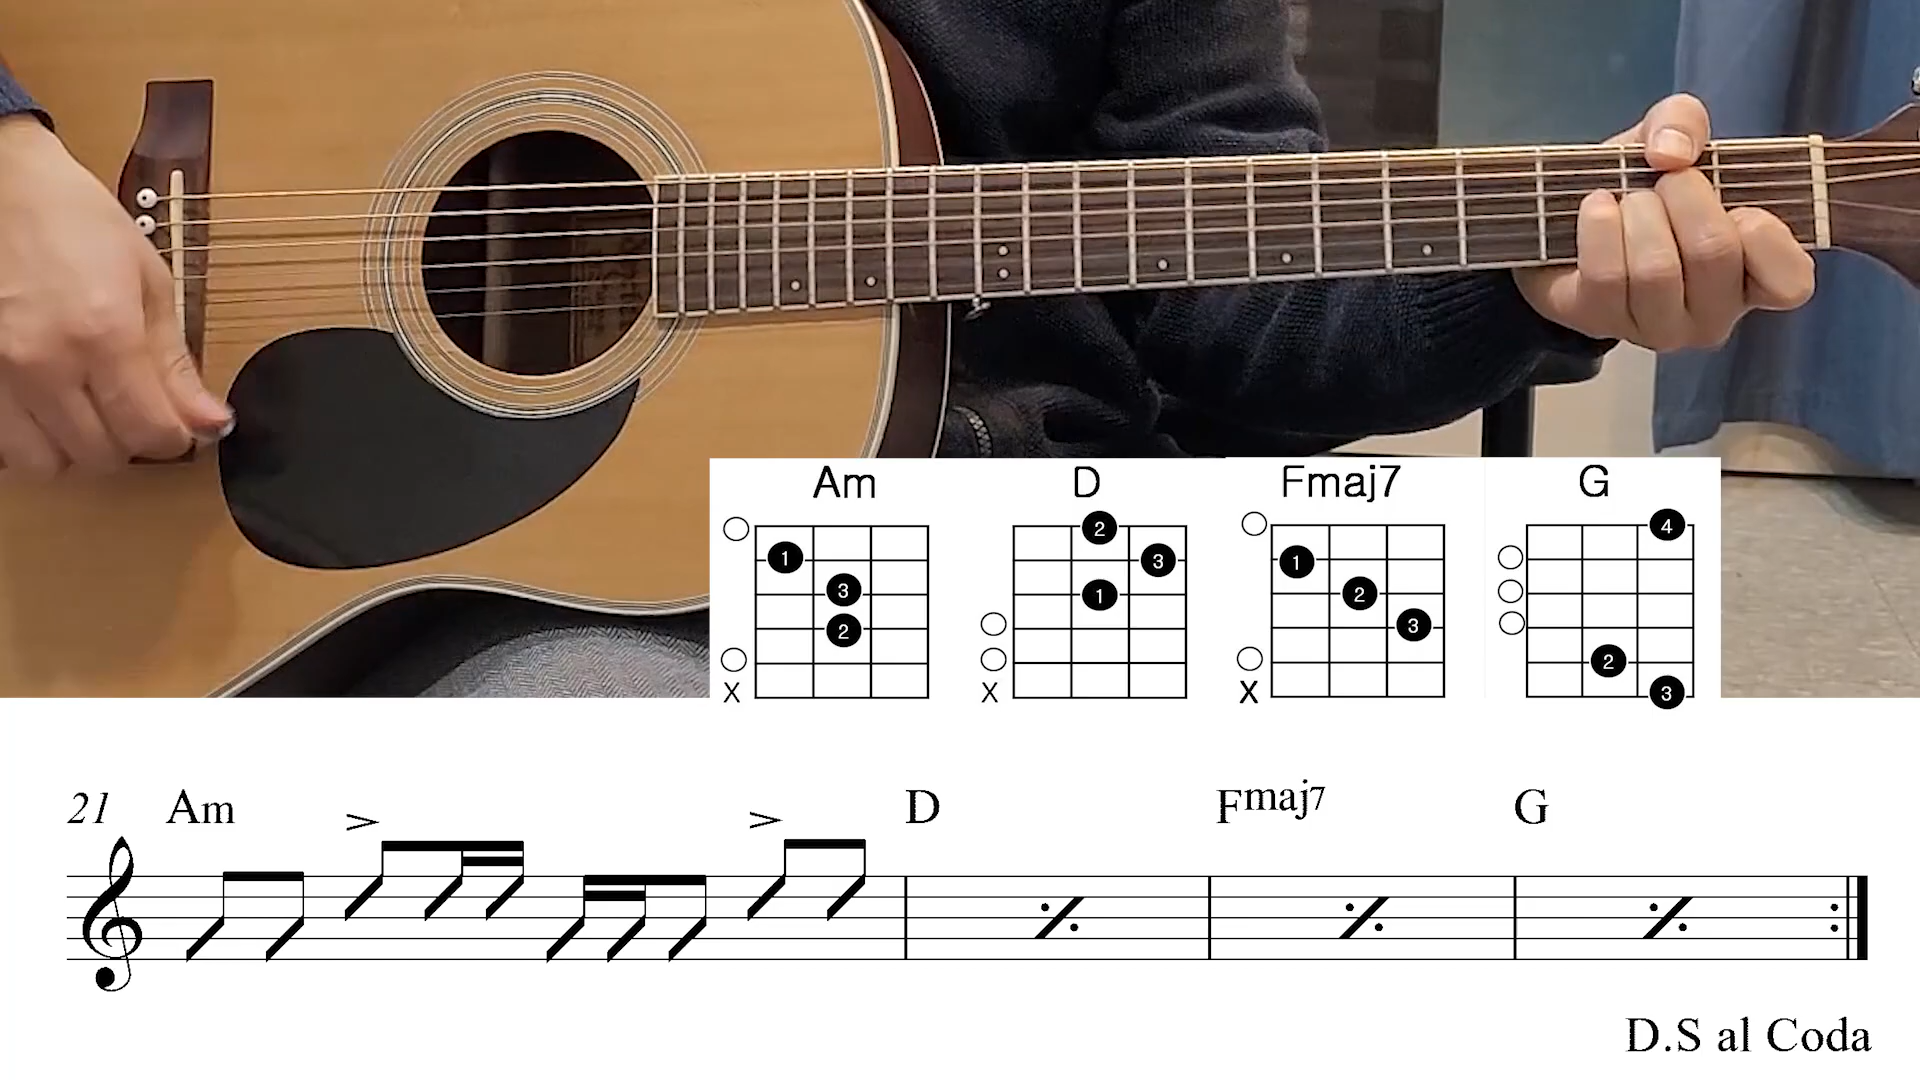 Am D Fmaj7 G
2 4
1 3 1
3 1 2
2 3
2
X X X 3
21 Am D Fmaj7 G
D.S al Coda